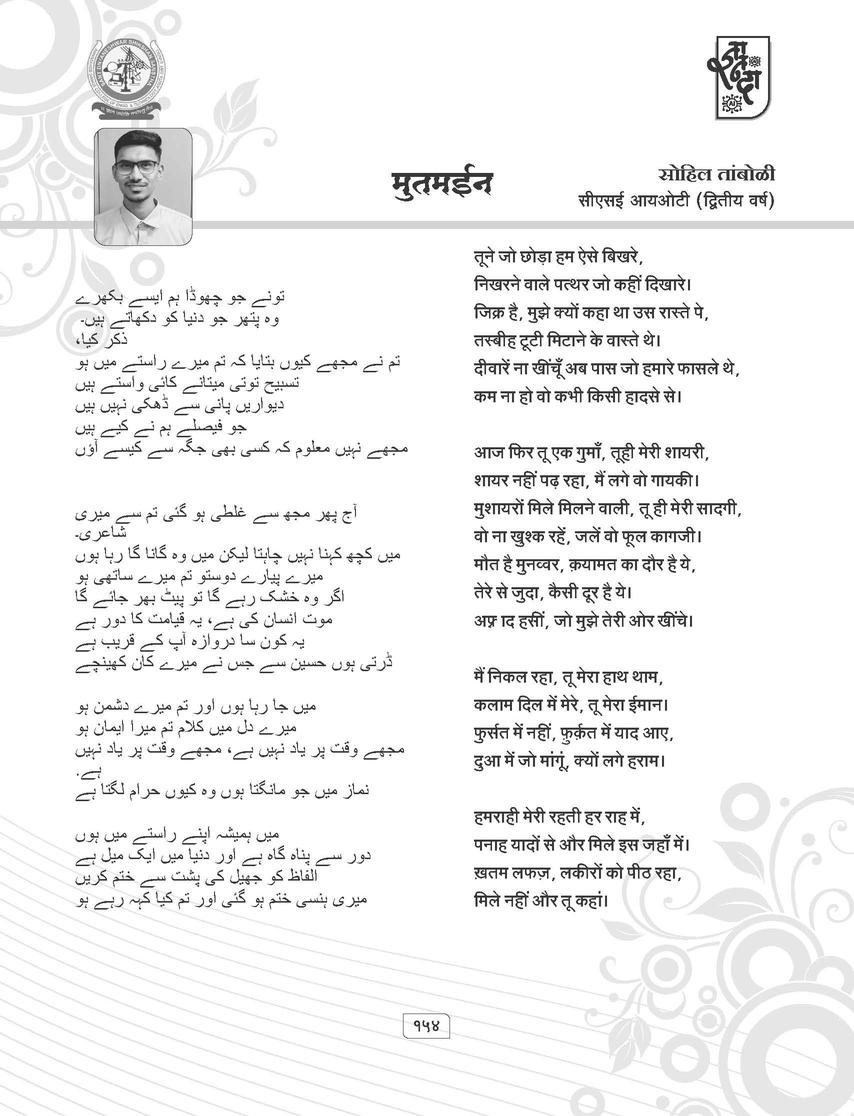 मुतमईन
सोहिल तांबोळी
सीएसई आयओटी (द्वितीय वर्ष)
تونے جو چھوڈا ہم ایسے بکھرے
وہ پتھر جو دنیا کو دکھاتے ہیں۔
ذکر کیا،
تم نے مجھے کیوں بتایا کہ تم میرے راستے میں ہو
تسبیح توتی میتانے کائی واستے ہیں
دیواریں پانی سے ڈھکی نہیں ہیں
جو فیصلے ہم نے کیے ہیں
مجھے نہیں معلوم کہ کسی بھی جگہ سے کیسے آؤں
آج پھر مجھ سے غلطی ہو گئی تم سے میری
شاعری۔
میں کچھ کہنا نہیں چاہتا لیکن میں وہ گانا گا رہا ہوں
میرے پیارے دوستو تم میرے ساتھی ہو
اگر وہ خشک رہے گا تو پیٹ بھر جائے گا
موت انسان کی ہے، یہ قیامت کا دور ہے
یہ کون سا دروازہ آپ کے قریب ہے
ڈرتی ہوں حسین سے جس نے میرے کان کھینچے
میں جا رہا ہوں اور تم میرے دشمن ہو
میرے دل میں کلام تم میرا ایمان ہو
مجھے وقت پر یاد نہیں ہے، مجھے وقت پر یاد نہیں
ہے.
نماز میں جو مانگتا ہوں وہ کیوں حرام لگتا ہے
میں ہمیشہ اپنے راستے میں ہوں
دور سے پناہ گاہ ہے اور دنیا میں ایک میل ہے
الفاظ کو جھیل کی پشت سے ختم کریں
میری ہنسی ختم ہو گئی اور تم کیا کہہ رہے ہو
तूने जो छोड़ा हम ऐसे बिखरे,
निखरने वाले पत्थर जो कहीं दिखारे।
जिक्र है, मुझे क्यों कहा था उस रास्ते पे,
तस्बीह टूटी मिटाने के वास्ते थे।
दीवारें ना खींचूँ अब पास जो हमारे फासले थे,
कम ना हो वो कभी किसी हादसे से।
आज फिर तू एक गुमाँ, तूही मेरी शायरी,
शायर नहीं पढ़ रहा, मैं लगे वो गायकी।
मुशायरों मिले मिलने वाली, तू ही मेरी सादगी,
वो ना खुश्क रहें, जलें वो फूल कागजी।
मौत है मुनव्वर, क़यामत का दौर है ये,
तेरे से जुदा, कैसी दूर है ये।
अफ़्राद हसीं, जो मुझे तेरी ओर खींचे।
मैं निकल रहा, तू मेरा हाथ थाम,
कलाम दिल में मेरे, तू मेरा ईमान।
फुर्सत में नहीं, फ़ुर्क़त में याद आए,
दुआ में जो मांगूं, क्यों लगे हराम।
हमराही मेरी रहती हर राह में,
पनाह यादों से और मिले इस जहाँ में।
ख़तम लफज़, लकीरों को पीठ रहा,
मिले नहीं और तू कहां।
१५४